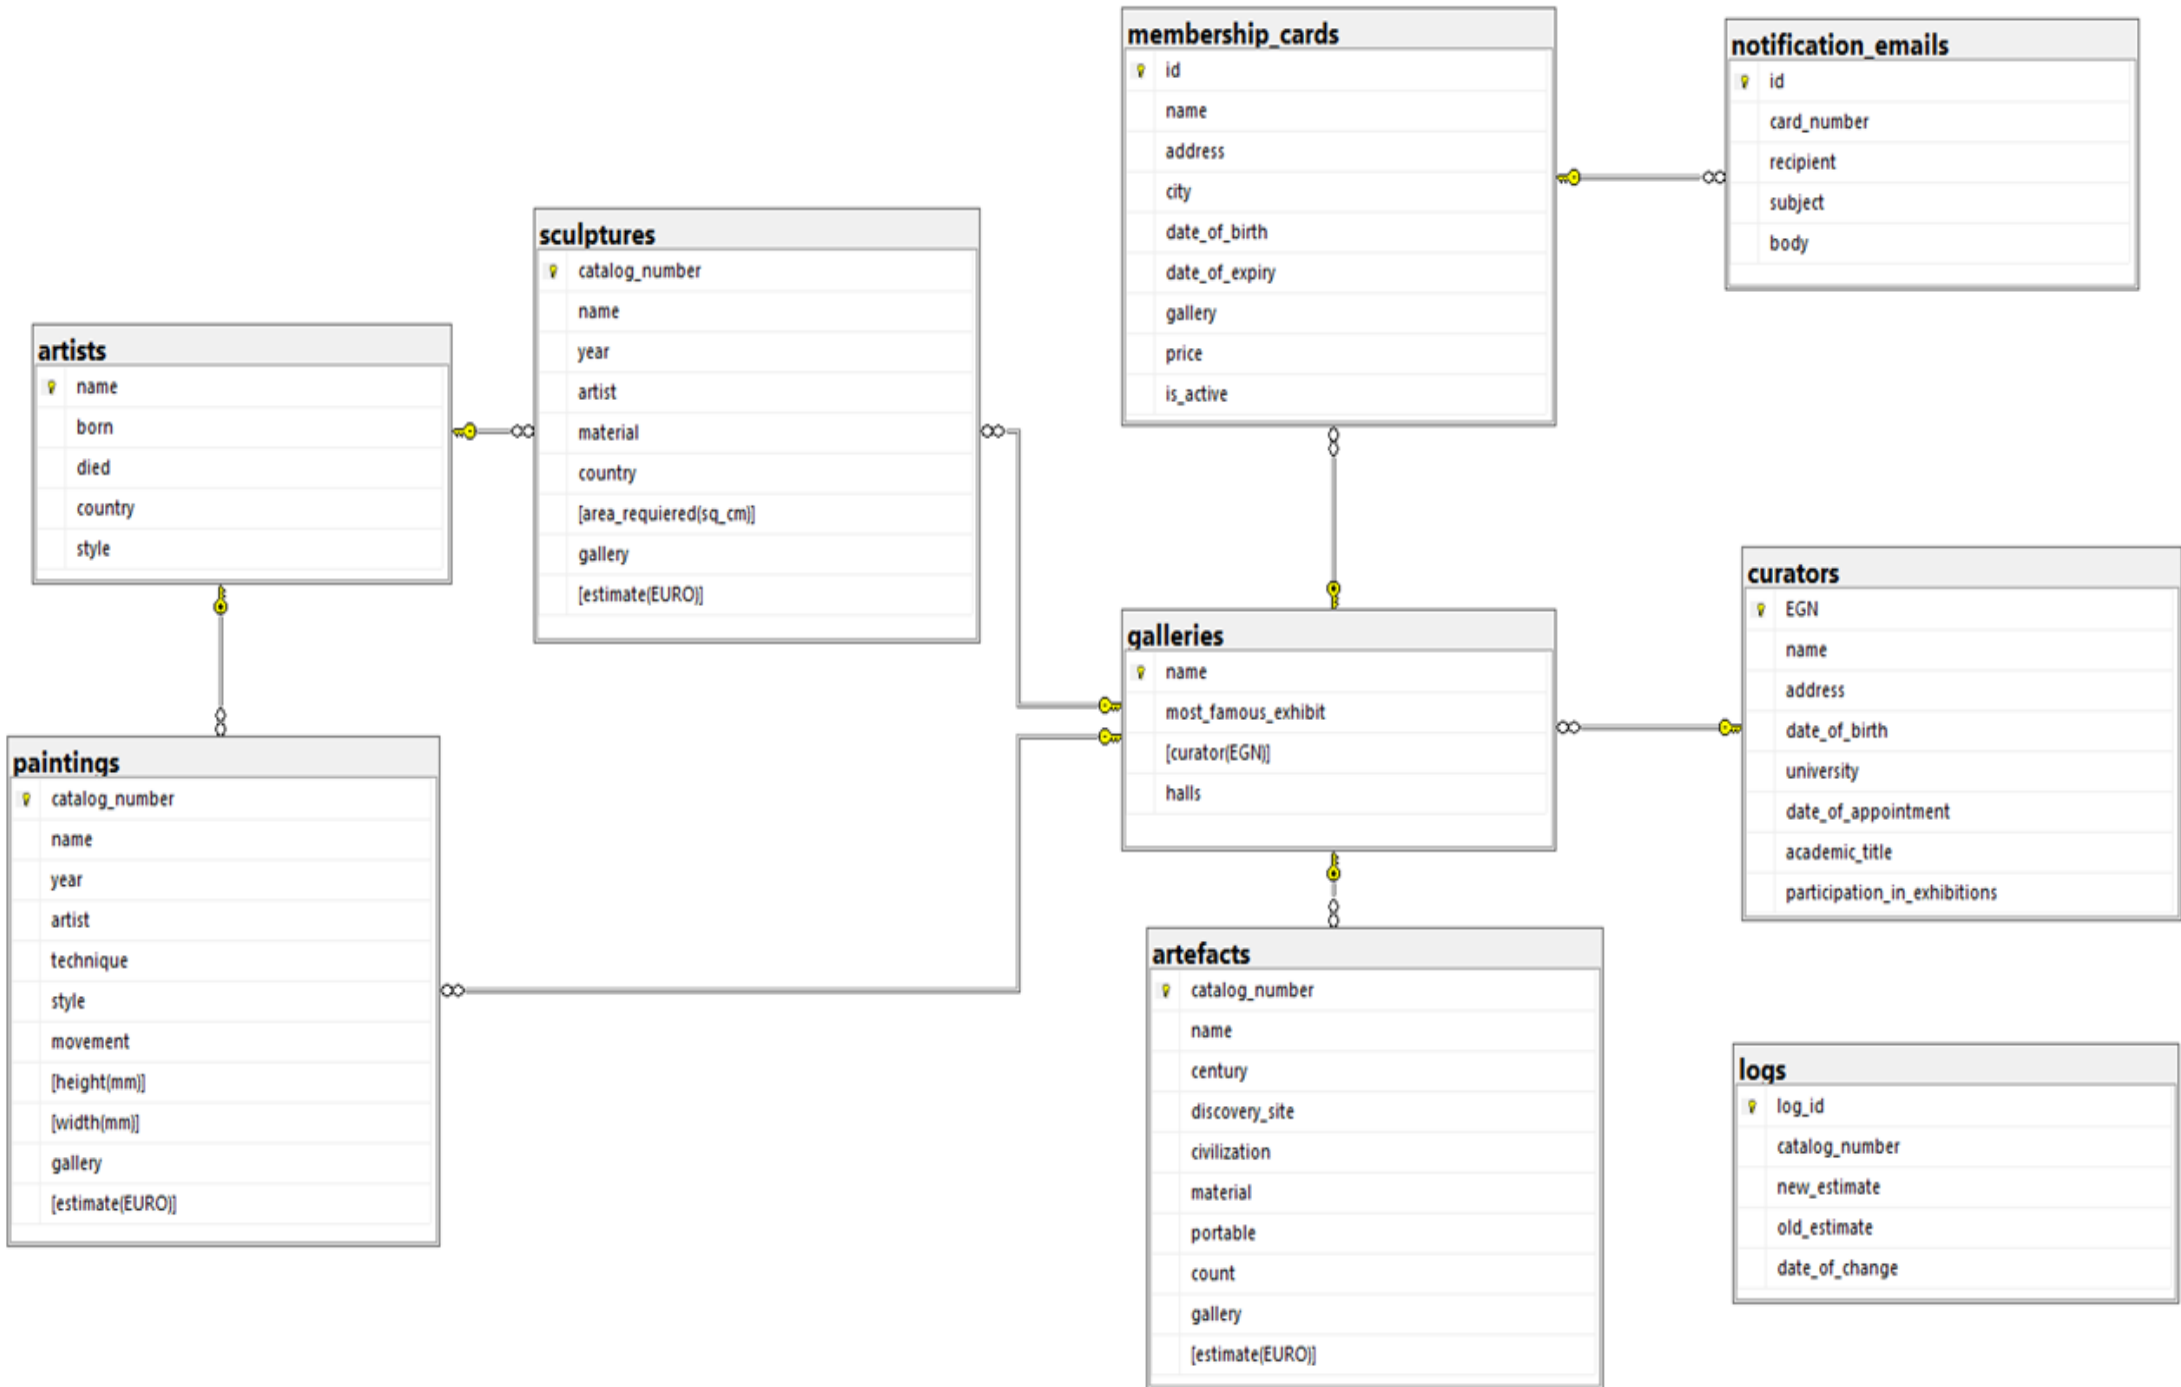 membership_cards
id
name
address
city
date_of_birth
date_of_expiry
gallery
price
is_active
notification_emails
id
card_number
recipient
subject
body
sculptures
catalog_number
name
year
artist
material
country
[area_requiered(sq_cm)]
gallery
[estimate(EURO)]
artists
name
born
died
country
style
galleries
name
most_famous_exhibit
[curator(EGN)]
halls
curators
EGN
name
address
date_of_birth
university
date_of_appointment
academic_title
participation_in_exhibitions
paintings
catalog_number
name
year
artist
technique
style
movement
[height(mm)]
[width(mm)]
gallery
[estimate(EURO)]
artefacts
catalog_number
name
century
discovery_site
civilization
material
portable
count
gallery
[estimate(EURO)]
logs
log_id
catalog_number
new_estimate
old_estimate
date_of_change